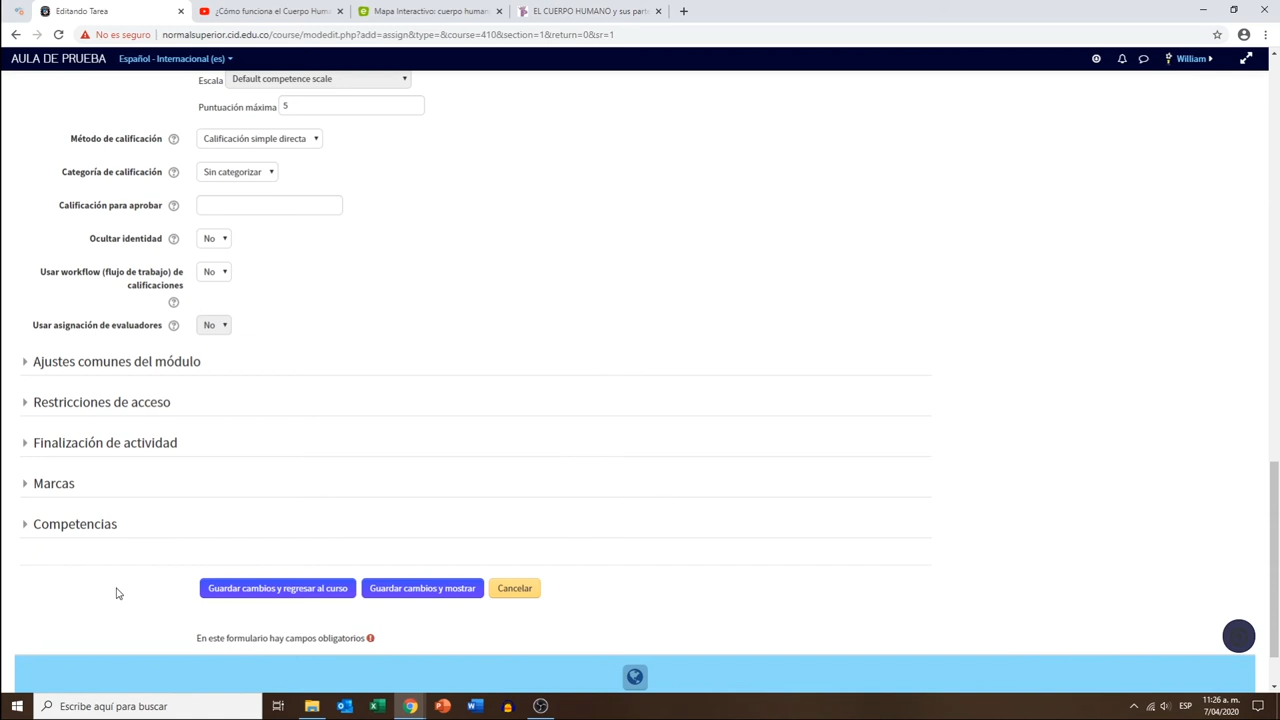 Editando Tarea
¿Cómo funciona el Cuerpo Hum
Mapa Interactivo: cuerpo human
EL CUERPO HUMANO y sus part
No es seguro
normalsuperior.cid.edu.co/course/modedit.php?add=assign&type=&course=410&section=1&return=0&sr=1
AULA DE PRUEBA
Español - Internacional (es)
William
Escala
Default competence scale
Puntuación máxima
5
Método de calificación
Calificación simple directa
Categoría de calificación
Sin categorizar
Calificación para aprobar
Ocultar identidad
No
Usar workflow (flujo de trabajo) de
calificaciones
No
Usar asignación de evaluadores
No
Ajustes comunes del módulo
Restricciones de acceso
Finalización de actividad
Marcas
Competencias
Guardar cambios y regresar al curso
Guardar cambios y mostrar
Cancelar
En este formulario hay campos obligatorios
Escribe aquí para buscar
ESP
11:26 a. m.
7/04/2020